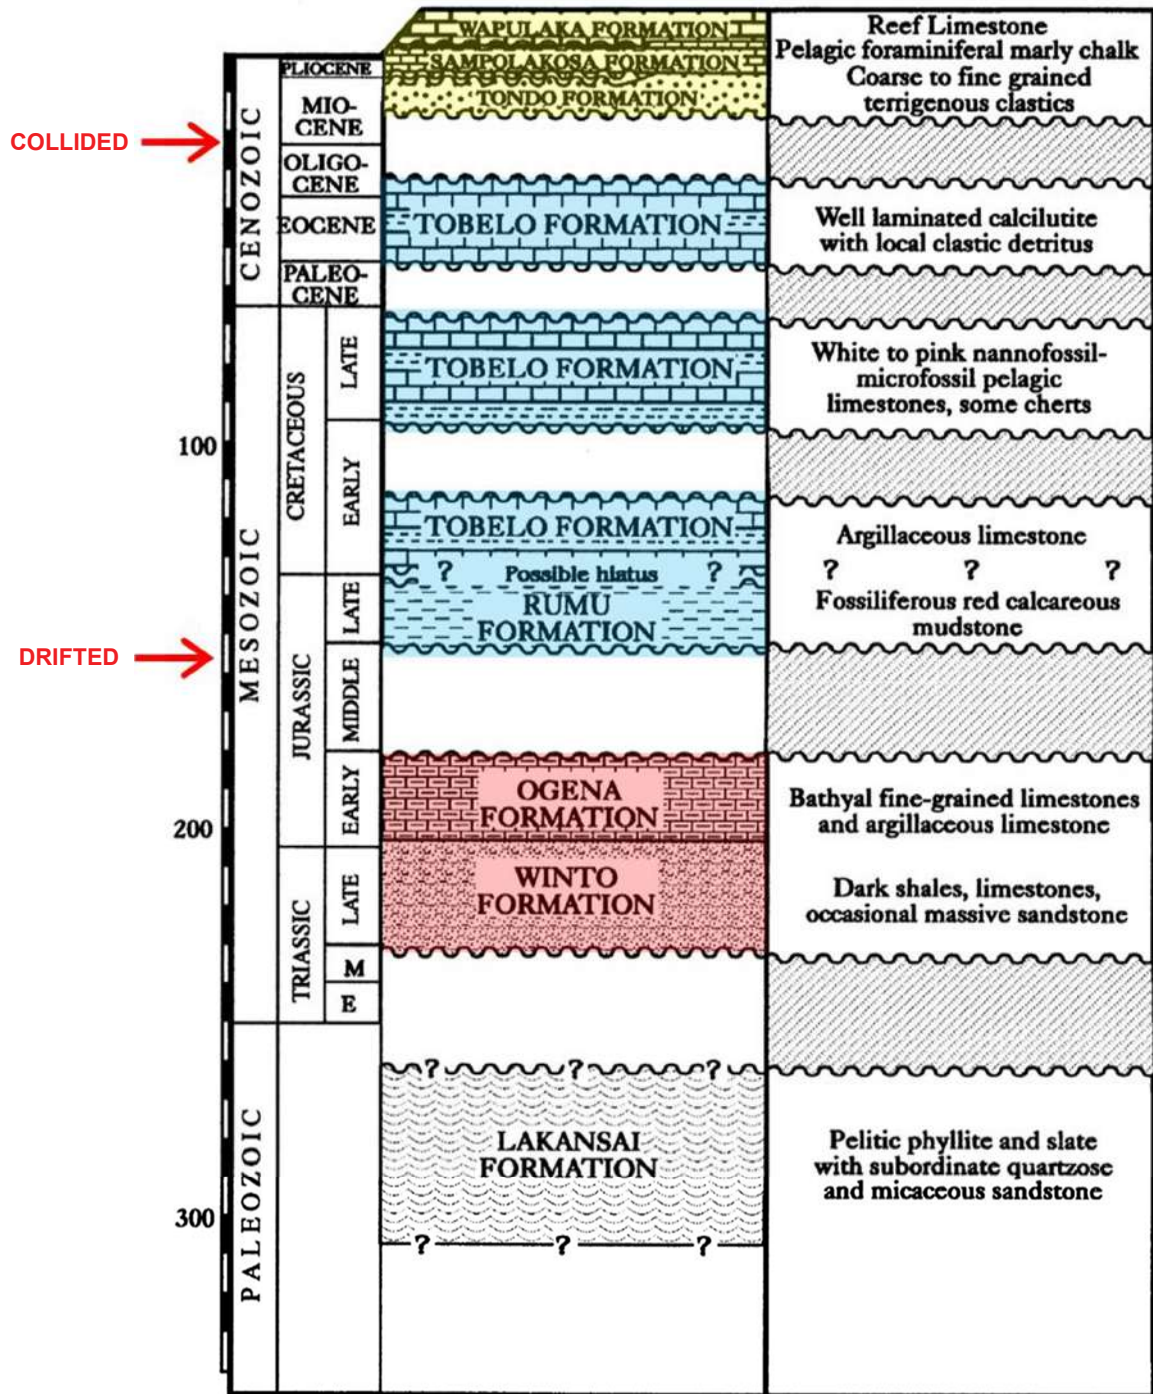 WAPULAKA FORMATION
SAMPOLAKOSA FORMATION
TONDO FORMATION
Reef Limestone
Pelagic foraminiferal marly chalk
Coarse to fine grained
terrigenous clastics
COLLIDED
CENOZOIC
PLIOCENE
MIO-
CENE
OLIGO-
CENE
EOCENE
PALEO-
CENE
TOBELO FORMATION
Well laminated calcilutite
with local clastic detritus
MESOZOIC
CRETACEOUS
LATE
TOBELO FORMATION
White to pink nannofossil-
microfossil pelagic
limestones, some cherts
100
EARLY
TOBELO FORMATION
Argillaceous limestone
? Possible hiatus ?
? ? ?
DRIFTED
JURASSIC
LATE
RUMU
FORMATION
Fossiliferous red calcareous
mudstone
MIDDLE
EARLY
OGENA
FORMATION
Bathyal fine-grained limestones
and argillaceous limestone
200
TRIASSIC
LATE
WINTO
FORMATION
Dark shales, limestones,
occasional massive sandstone
M
E
PALEOZOIC
? ? ?
LAKANSAI
FORMATION
Pelitic phyllite and slate
with subordinate quartzose
and micaceous sandstone
300
? ? ?